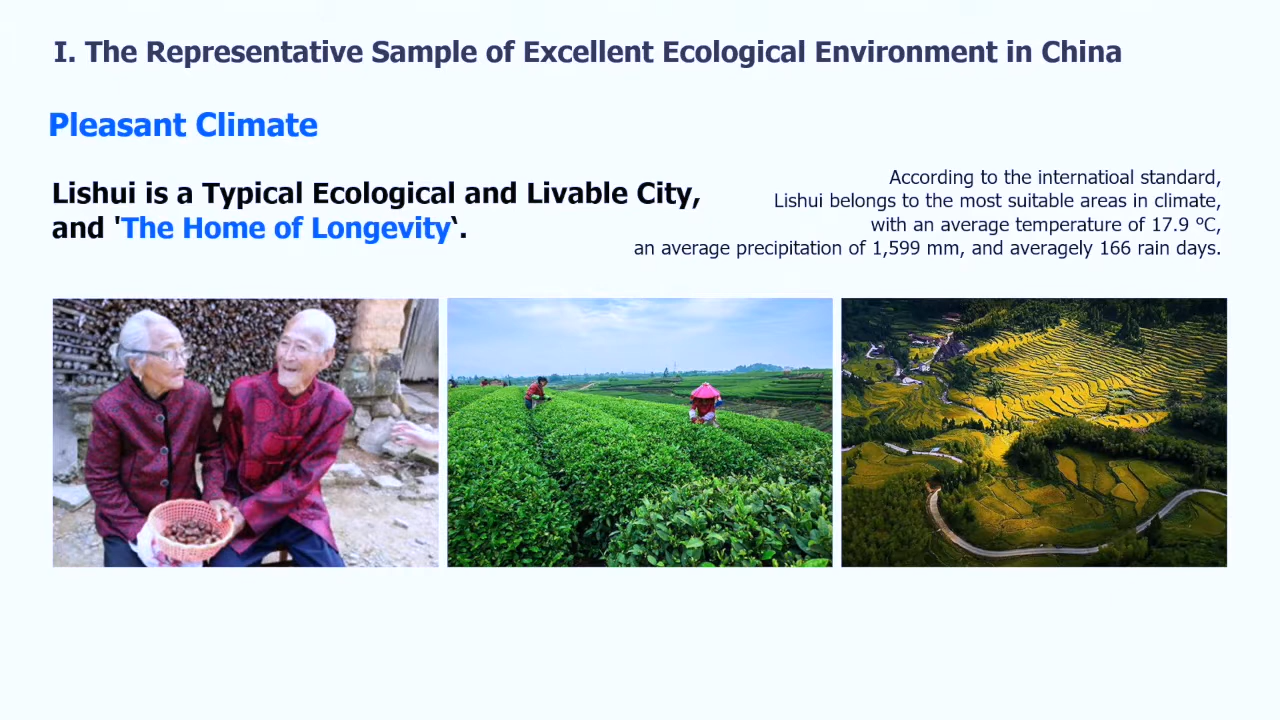 I. The Representative Sample of Excellent Ecological Environment in China
Pleasant Climate
Lishui is a Typical Ecological and Livable City,
and 'The Home of Longevity‘.
According to the internatioal standard,
Lishui belongs to the most suitable areas in climate,
with an average temperature of 17.9 °C,
an average precipitation of 1,599 mm, and averagely 166 rain days.